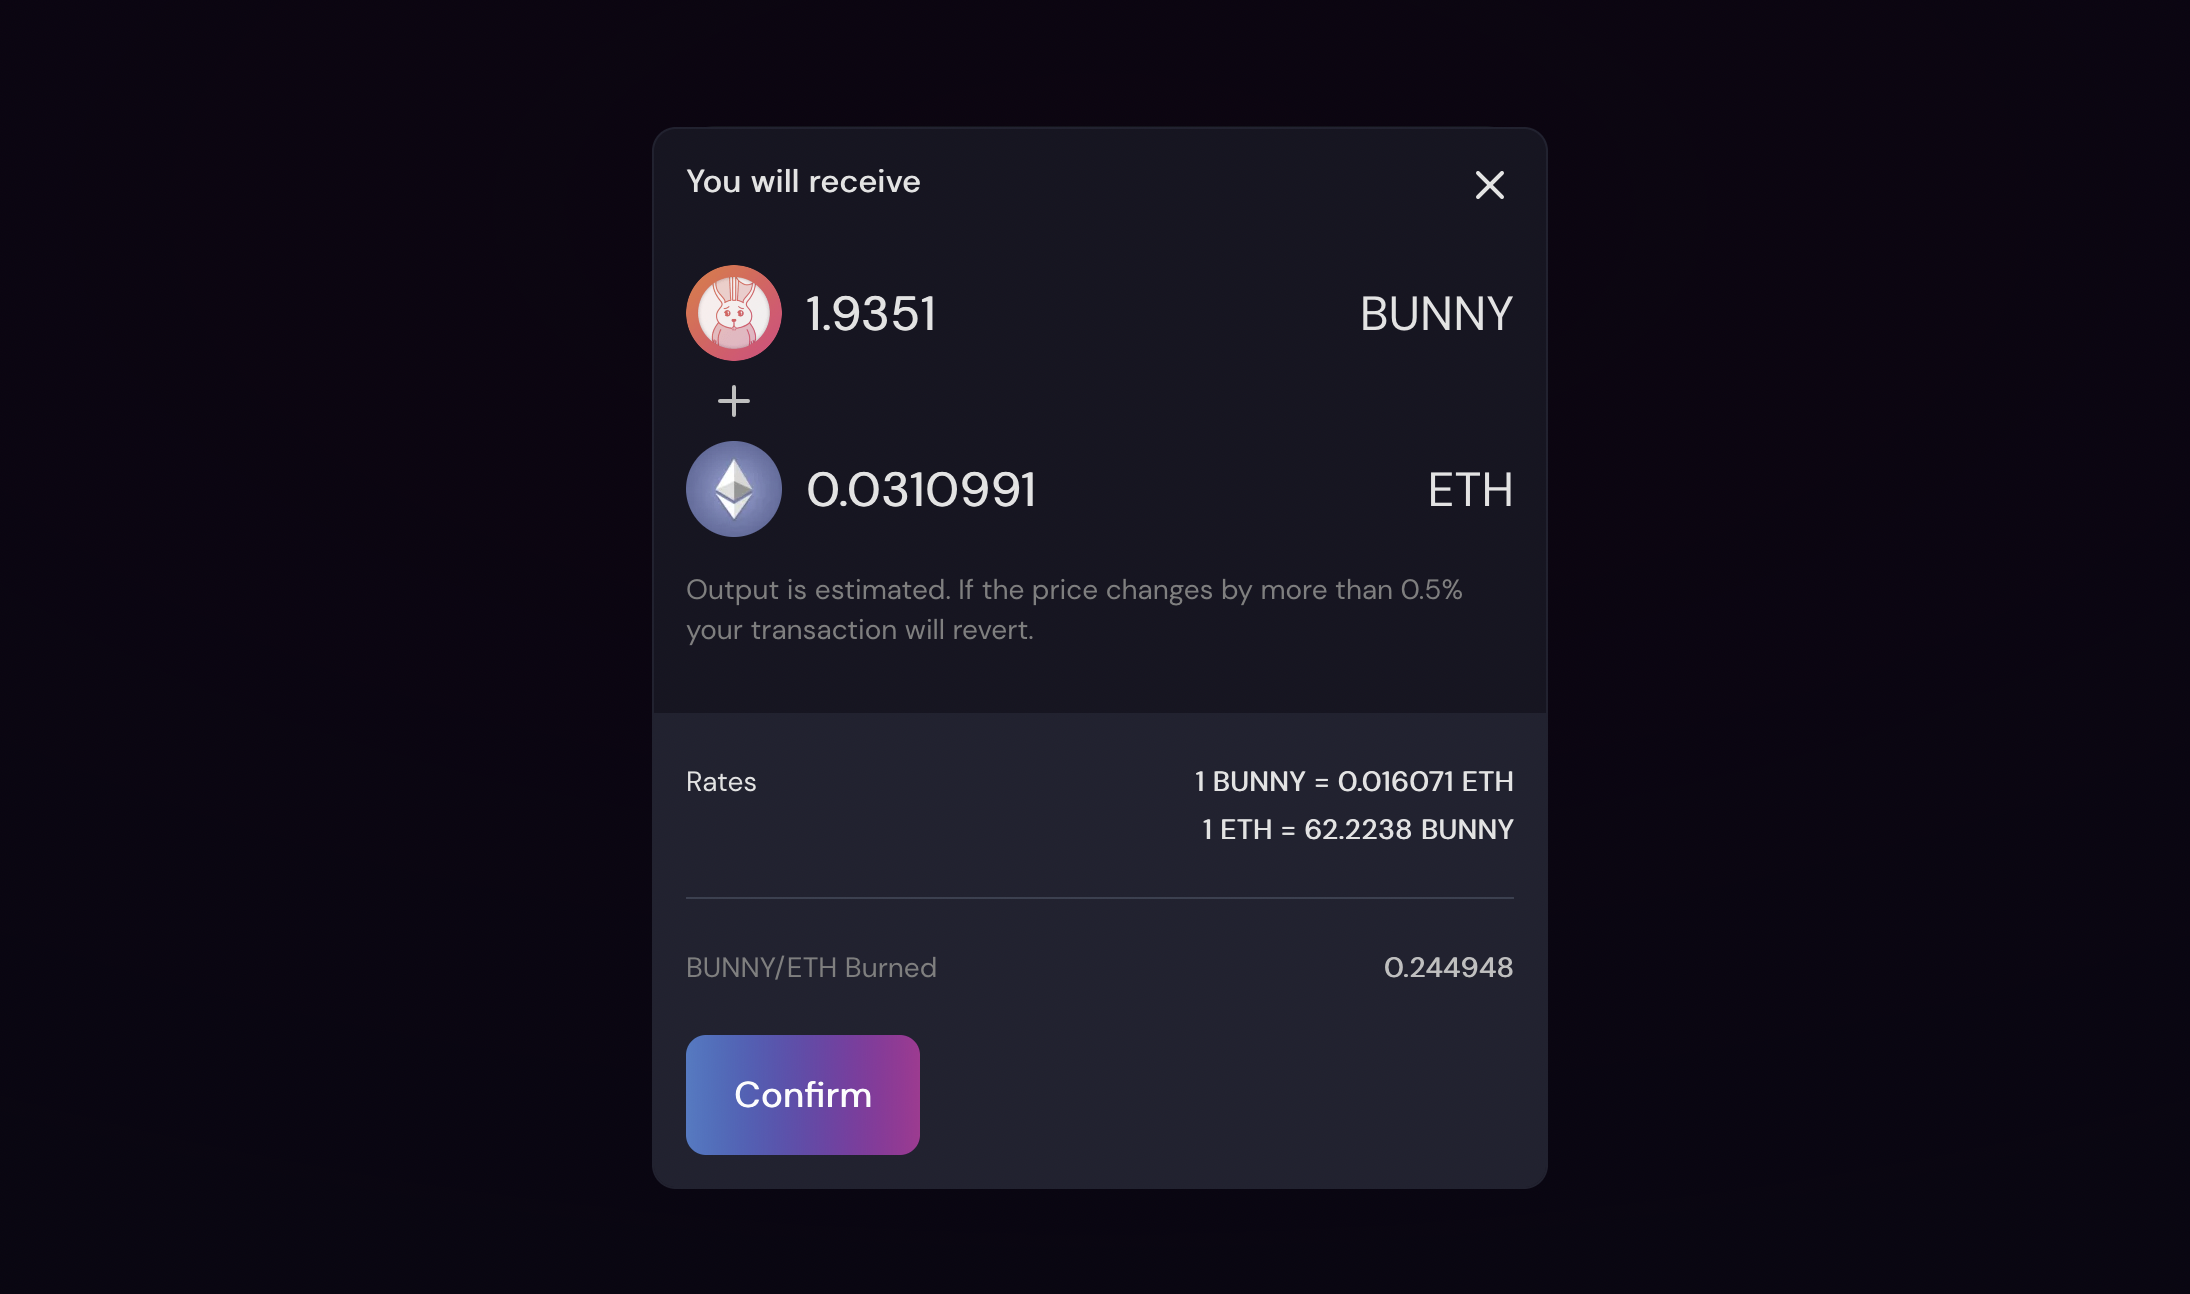 You will receive
1.9351 BUNNY
0.0310991 ETH
Output is estimated. If the price changes by more than 0.5%
your transaction will revert.
Rates 1 BUNNY = 0.016071 ETH
1 ETH = 62.2238 BUNNY
BUNNY/ETH Burned 0.244948
Confirm